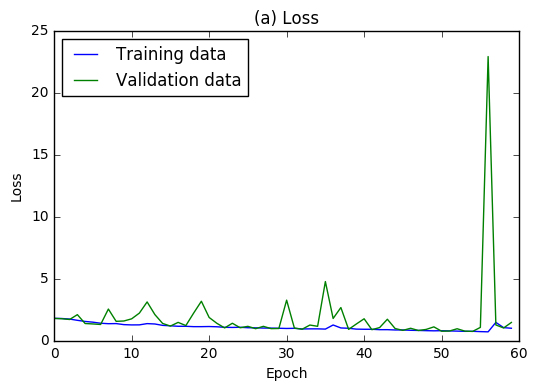 (a) Loss
25
20
15
10
5
0
Training data
Validation data
Loss
0 10 20 30 40 50 60
Epoch